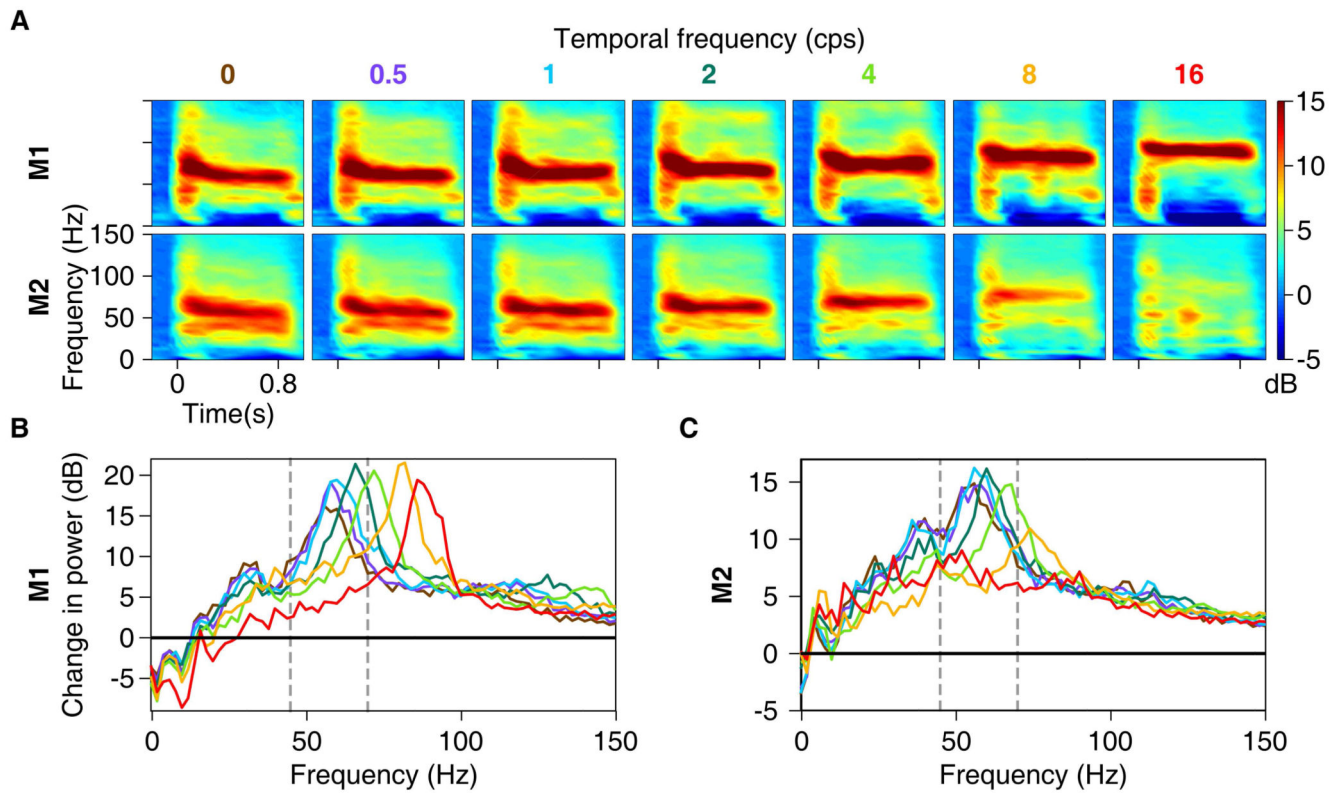 A
Temporal frequency (cps)
0 0.5 1 2 4 8 16
M1
15
10
5
0
-5
dB
M2
Frequency (Hz)
150
100
50
0
0 0.8
Time(s)
B
M1
Change in power (dB)
20
15
10
5
0
-5
0 50 100 150
Frequency (Hz)
C
M2
15
10
5
0
-5
0 50 100 150
Frequency (Hz)